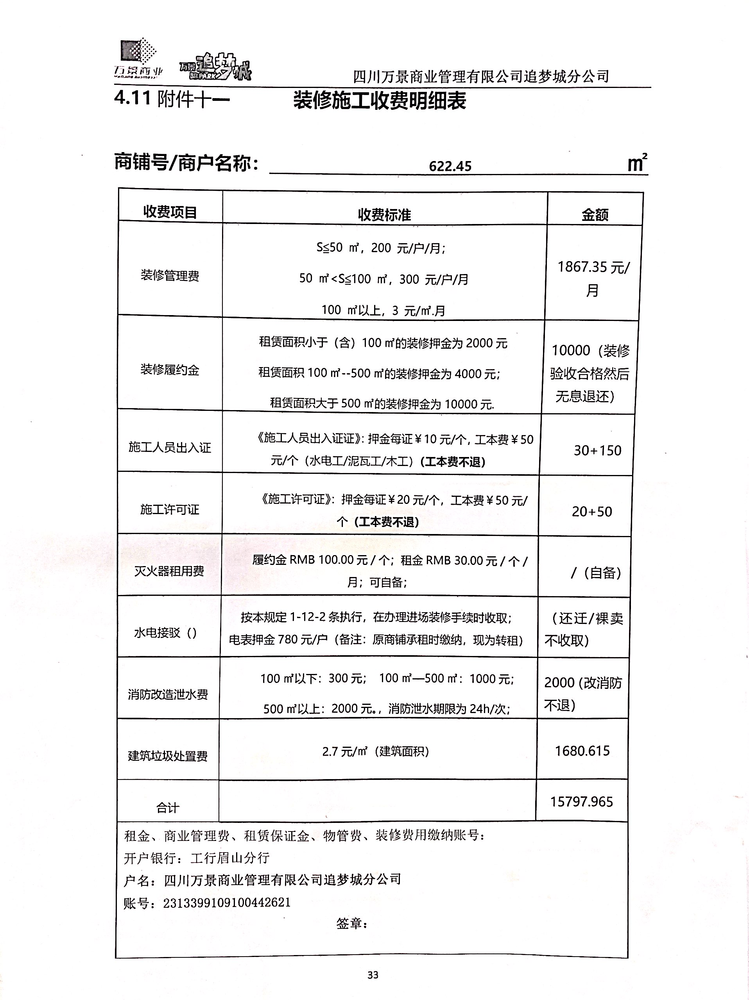 万景商业
万景追梦城
四川万景商业管理有限公司追梦城分公司
4.11 附件十一 装修施工收费明细表
商铺号/商户名称： 622.45 ㎡
收费项目 收费标准 金额
装修管理费
S≦50 ㎡，200 元/户/月；
50 ㎡<S≦100 ㎡，300 元/户/月
100 ㎡以上，3 元/㎡.月
1867.35 元/
月
装修履约金
租赁面积小于（含）100 ㎡的装修押金为 2000 元
租赁面积 100 ㎡--500 ㎡的装修押金为 4000 元；
租赁面积大于 500 ㎡的装修押金为 10000 元.
10000（装修
验收合格然后
无息退还）
施工人员出入证
《施工人员出入证证》：押金每证￥10 元/个，工本费￥50
元/个（水电工/泥瓦工/木工）（工本费不退）
30+150
施工许可证
《施工许可证》：押金每证￥20 元/个，工本费￥50 元/
个（工本费不退）
20+50
灭火器租用费
履约金 RMB 100.00 元 / 个；租金 RMB 30.00 元 / 个 /
月；可自备；
/（自备）
水电接驳（）
按本规定 1-12-2 条执行，在办理进场装修手续时收取；
电表押金 780 元/户（备注：原商铺承租时缴纳，现为转租）
（还迁/裸卖
不收取）
消防改造泄水费
100 ㎡以下：300 元； 100 ㎡—500 ㎡：1000 元；
500 ㎡以上：2000 元。，消防泄水期限为 24h/次；
2000 (改消防
不退）
建筑垃圾处置费
2.7 元/㎡（建筑面积）
1680.615
合计
15797.965
租金、商业管理费、租赁保证金、物管费、装修费用缴纳账号：
开户银行：工行眉山分行
户名：四川万景商业管理有限公司追梦城分公司
账号：2313399109100442621
签章：
33